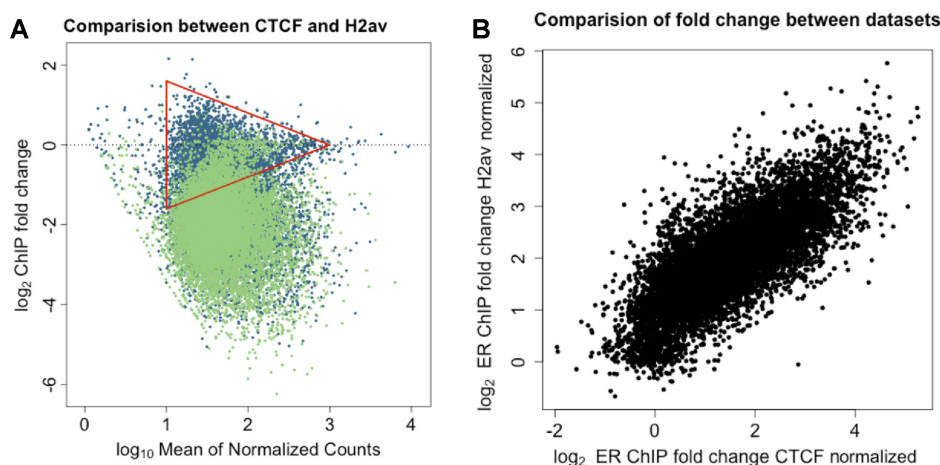 A
Comparision between CTCF and H2av
2
0
-2
-4
-6
log2 ChIP fold change
0
1
2
3
4
log10 Mean of Normalized Counts
B
Comparision of fold change between datasets
6
5
4
3
2
1
0
log2 ER ChIP fold change H2av normalized
-2
0
2
4
log2 ER ChIP fold change CTCF normalized